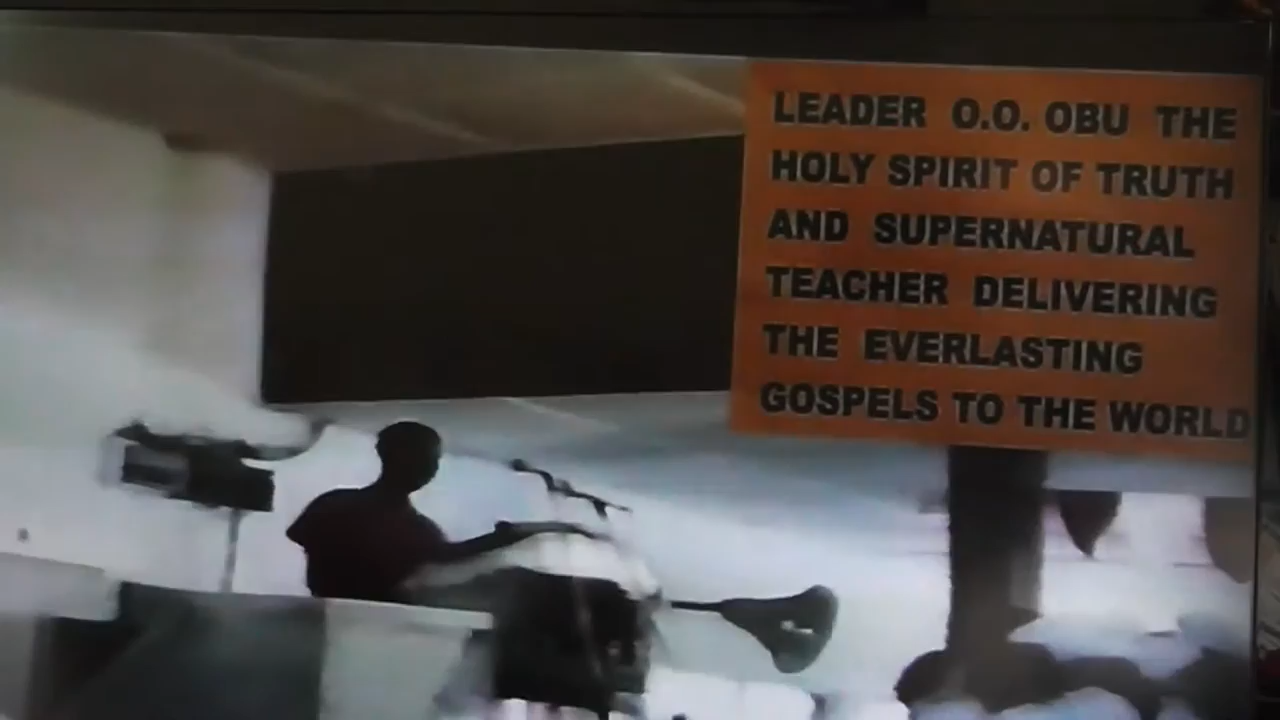 LEADER O.O. OBU THE
HOLY SPIRIT OF TRUTH
AND SUPERNATURAL
TEACHER DELIVERING
THE EVERLASTING
GOSPELS TO THE WORLD